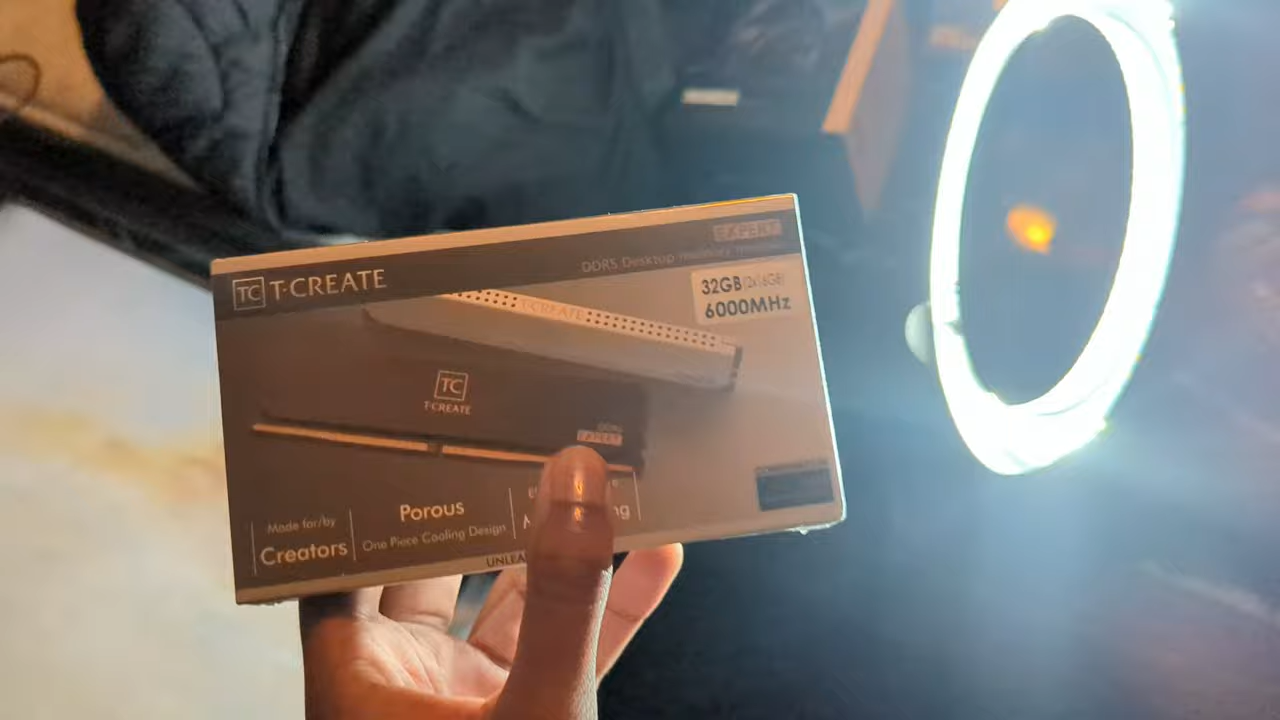 EXPERT
TC T·CREATE
DDR5 Desktop Memory
32GB (2x16GB)
6000MHz
T·CREATE
TC
T·CREATE
EXPERT
Made for/by
Creators
Porous
One Piece Cooling Design